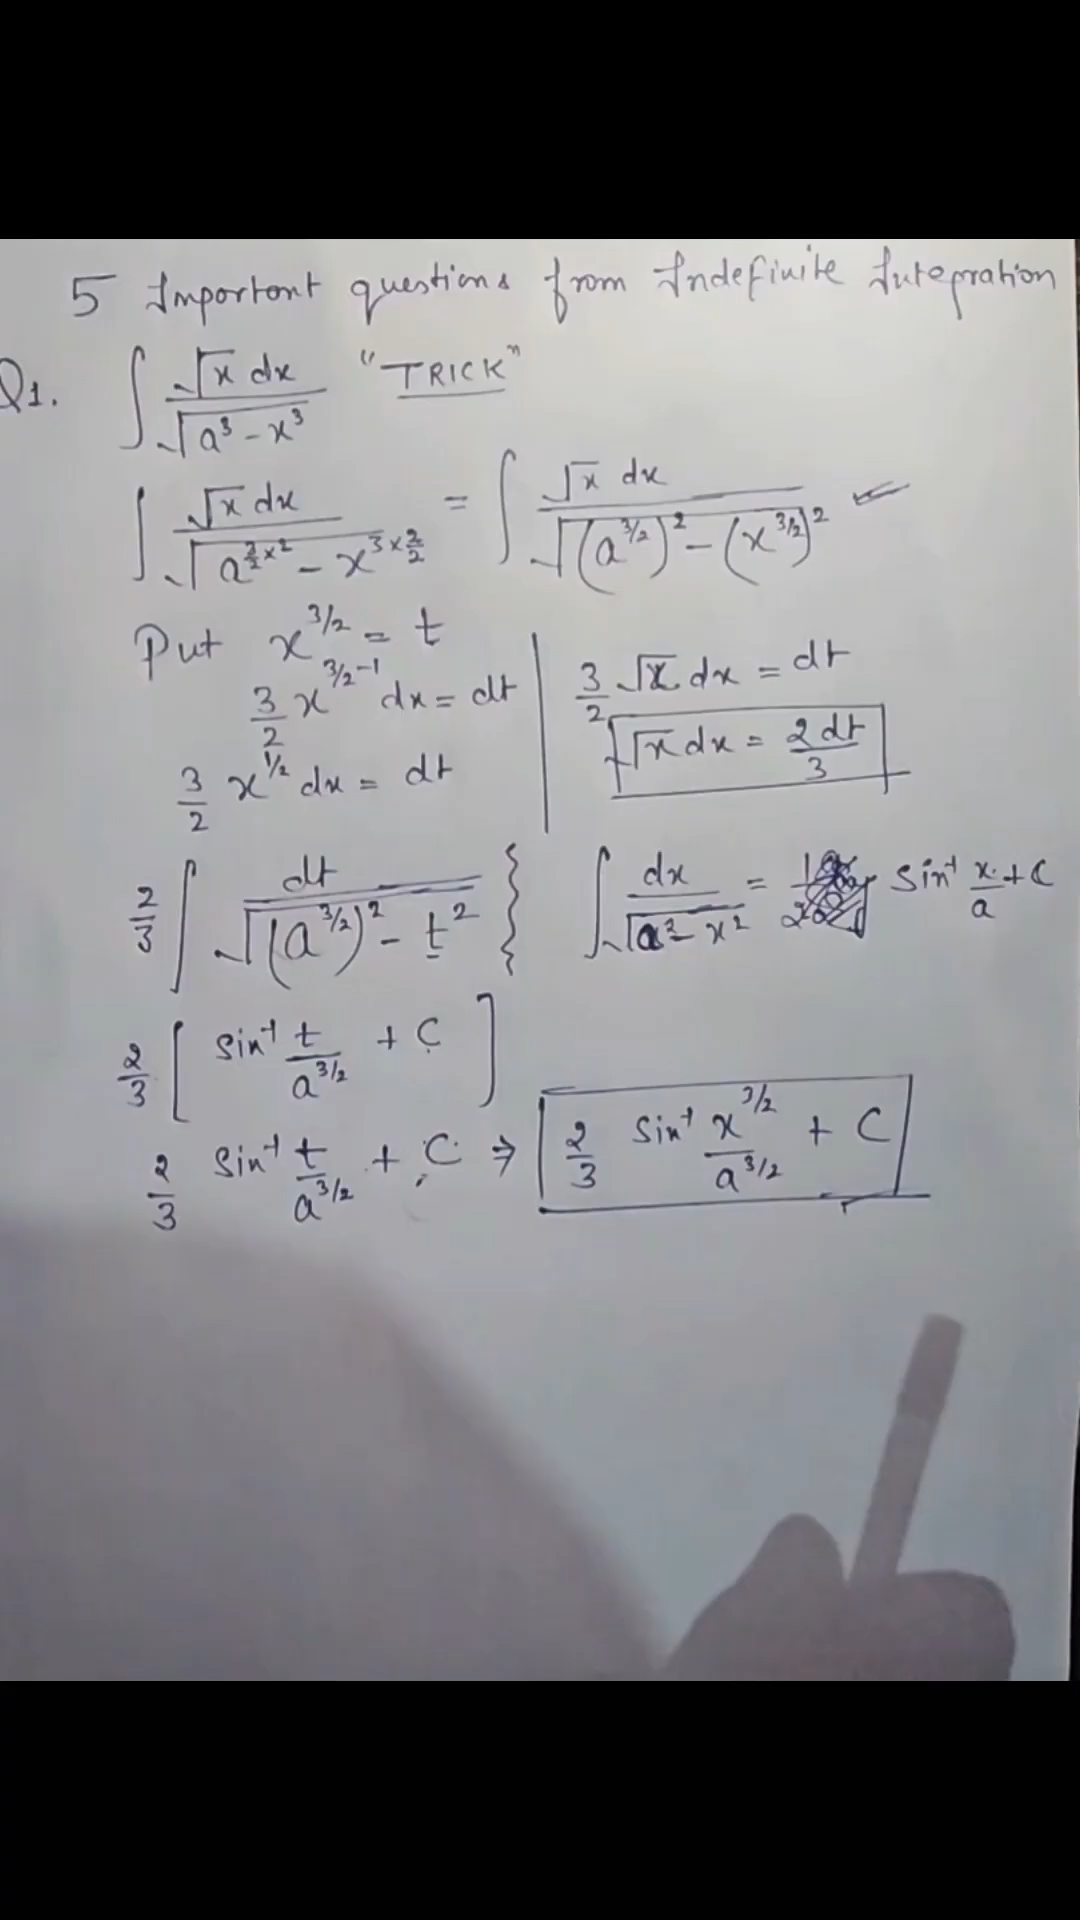 5 Important questions from Indefinite Integration
Q1. ∫ √x dx / √(a³ - x³) "TRICK"
∫ √x dx / √(a^(3/2 × 2) - x^(3 × 2/2)) = ∫ √x dx / √((a^(3/2))² - (x^(3/2))²)
Put x^(3/2) = t
3/2 x^(3/2 - 1) dx = dt
3/2 x^(1/2) dx = dt
3/2 √x dx = dt
√x dx = 2 dt / 3
2/3 ∫ dt / √((a^(3/2))² - t²) } ∫ dx / √(a² - x²) = sin⁻¹ x/a + C
2/3 [ sin⁻¹ t / a^(3/2) + C ]
2/3 sin⁻¹ t / a^(3/2) + C ⇒ 2/3 sin⁻¹ x^(3/2) / a^(3/2) + C